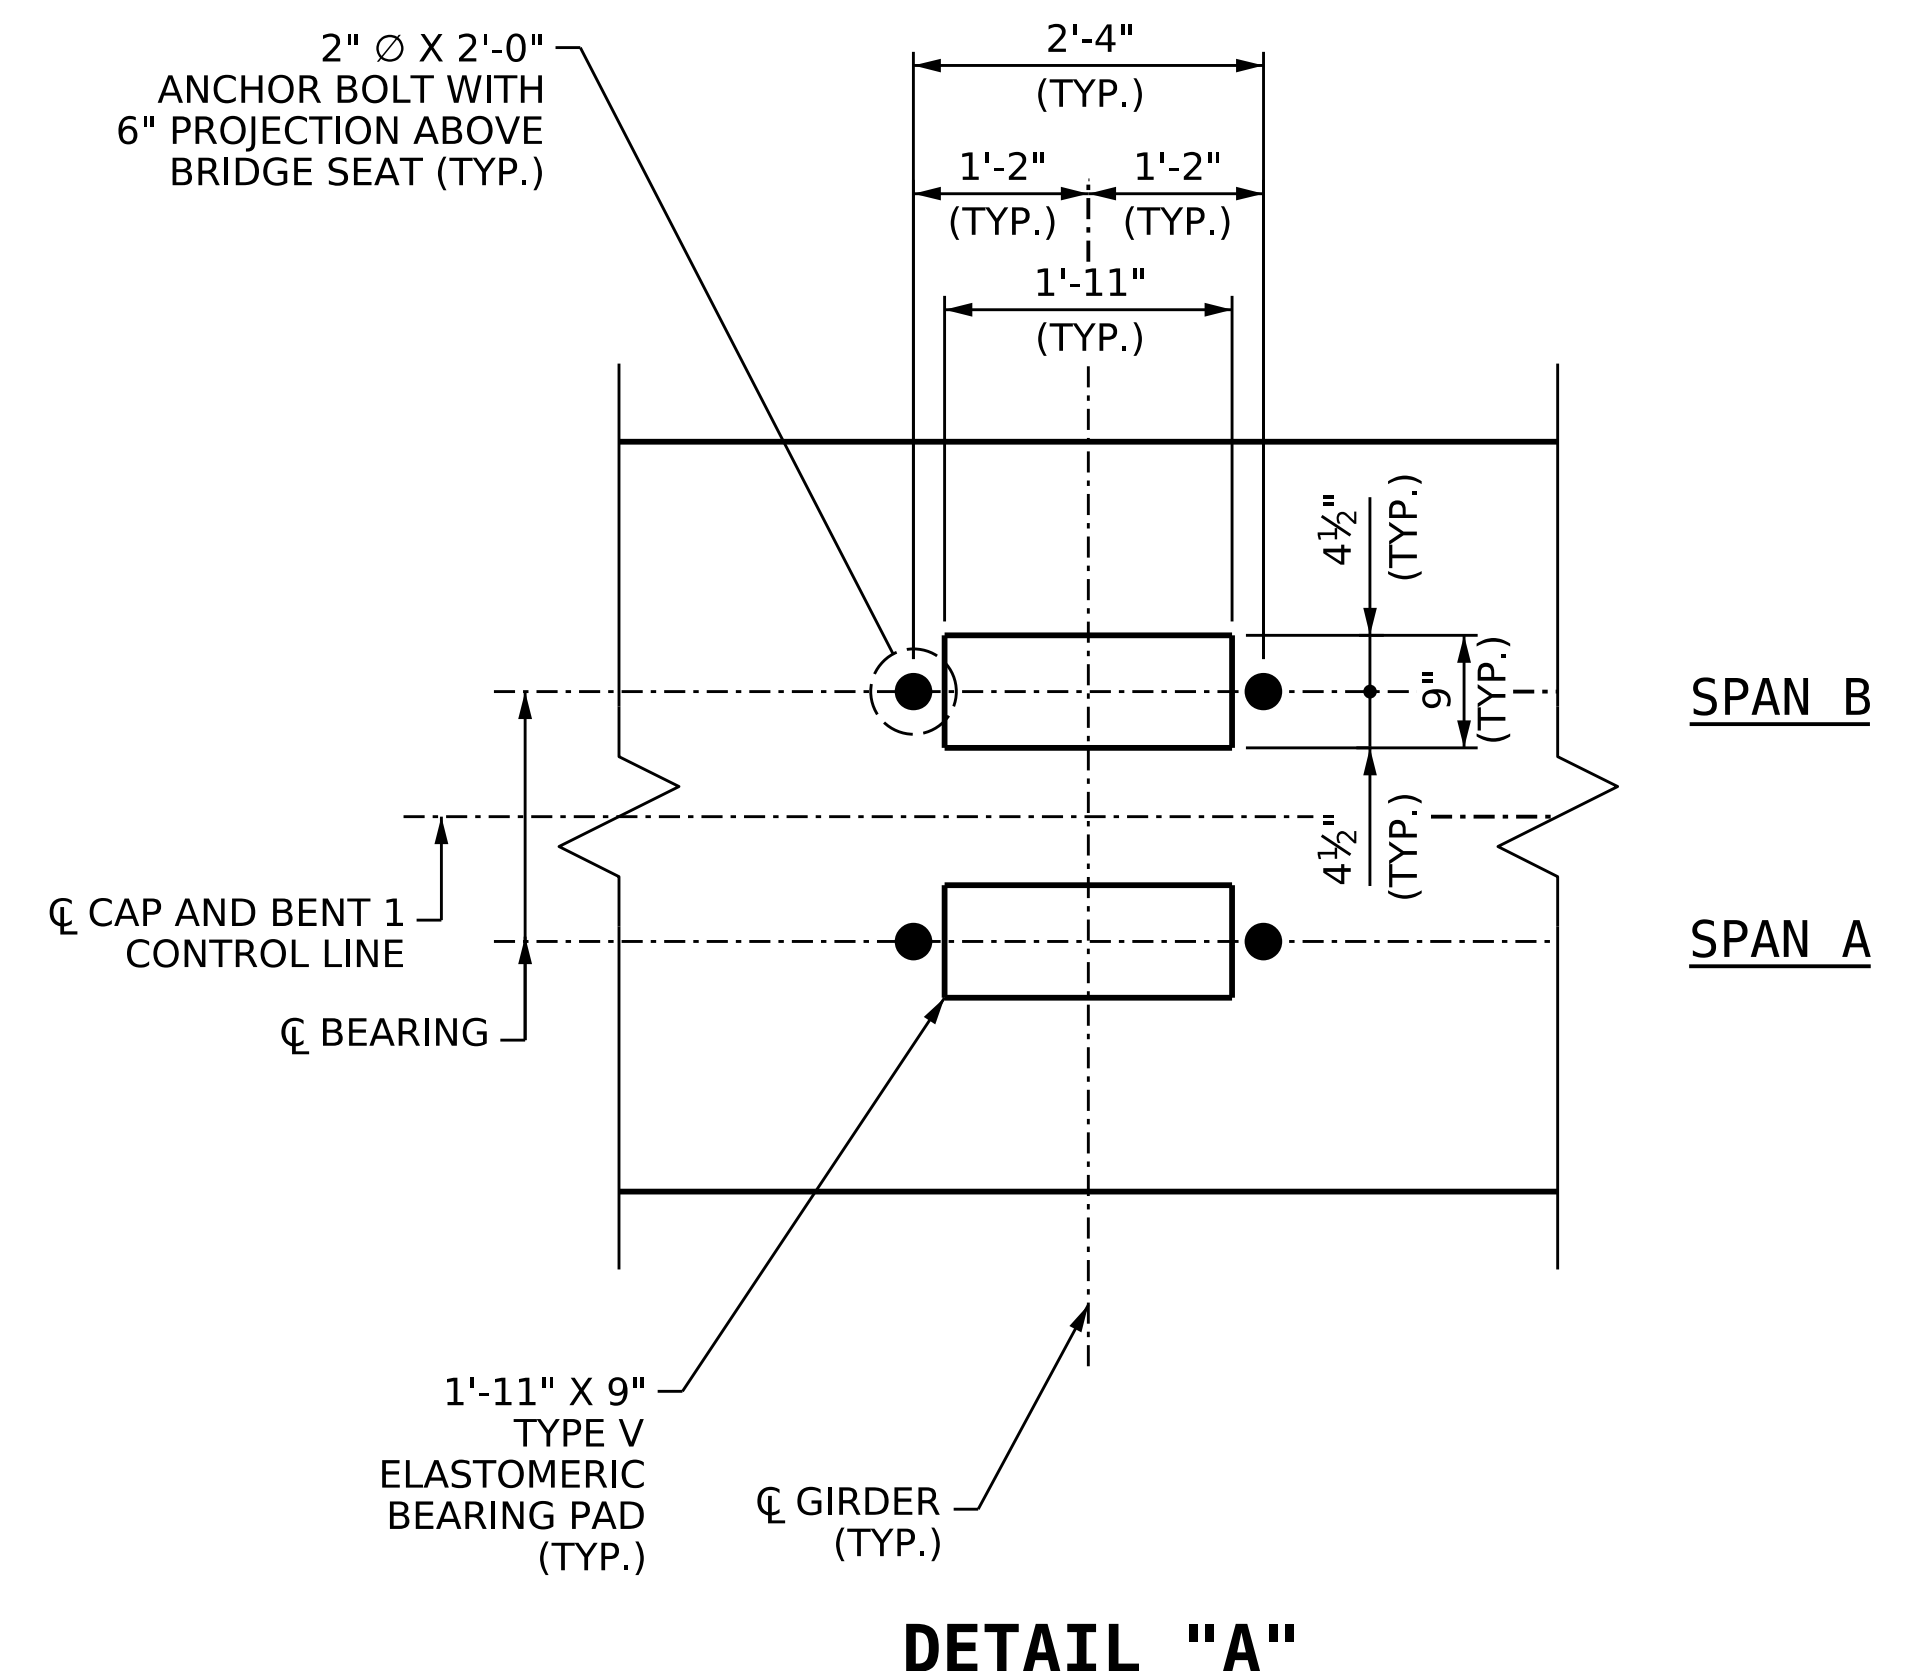 2" ∅ X 2'-0"
ANCHOR BOLT WITH
6" PROJECTION ABOVE
BRIDGE SEAT (TYP.)
2'-4"
(TYP.)
1'-2"
(TYP.)
1'-2"
(TYP.)
1'-11"
(TYP.)
4½"
(TYP.)
9"
(TYP.)
4½"
(TYP.)
SPAN B
SPAN A
℄ CAP AND BENT 1
CONTROL LINE
℄ BEARING
1'-11" X 9"
TYPE V
ELASTOMERIC
BEARING PAD
(TYP.)
℄ GIRDER
(TYP.)
DETAIL "A"